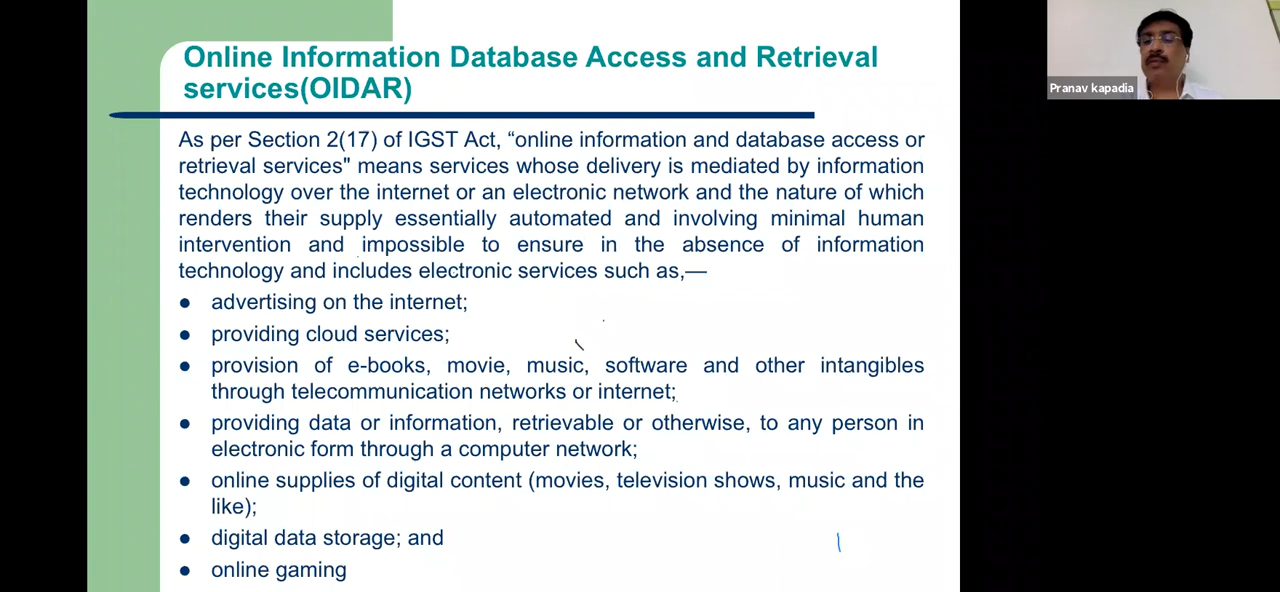 Online Information Database Access and Retrieval
services(OIDAR)
Pranav kapadia
As per Section 2(17) of IGST Act, “online information and database access or
retrieval services" means services whose delivery is mediated by information
technology over the internet or an electronic network and the nature of which
renders their supply essentially automated and involving minimal human
intervention and impossible to ensure in the absence of information
technology and includes electronic services such as,—
● advertising on the internet;
● providing cloud services;
● provision of e-books, movie, music, software and other intangibles
through telecommunication networks or internet;
● providing data or information, retrievable or otherwise, to any person in
electronic form through a computer network;
● online supplies of digital content (movies, television shows, music and the
like);
● digital data storage; and
● online gaming